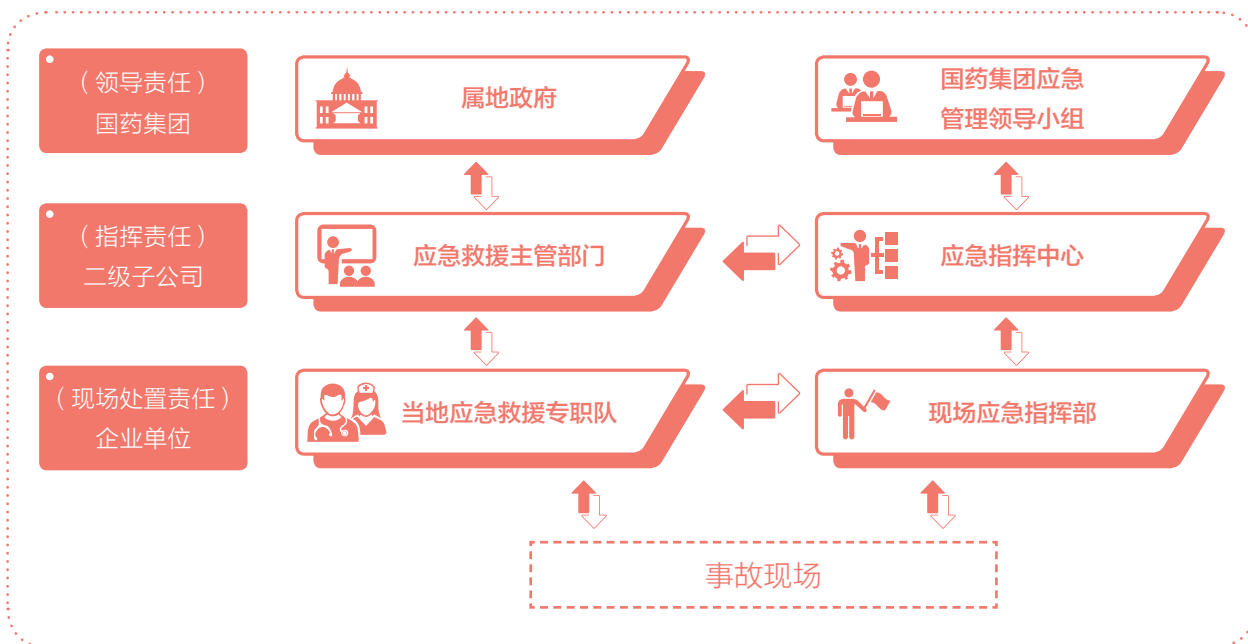 （领导责任）
国药集团
属地政府
国药集团应急
管理领导小组
（指挥责任）
二级子公司
应急救援主管部门
应急指挥中心
（现场处置责任）
企业单位
当地应急救援专职队
现场应急指挥部
事故现场